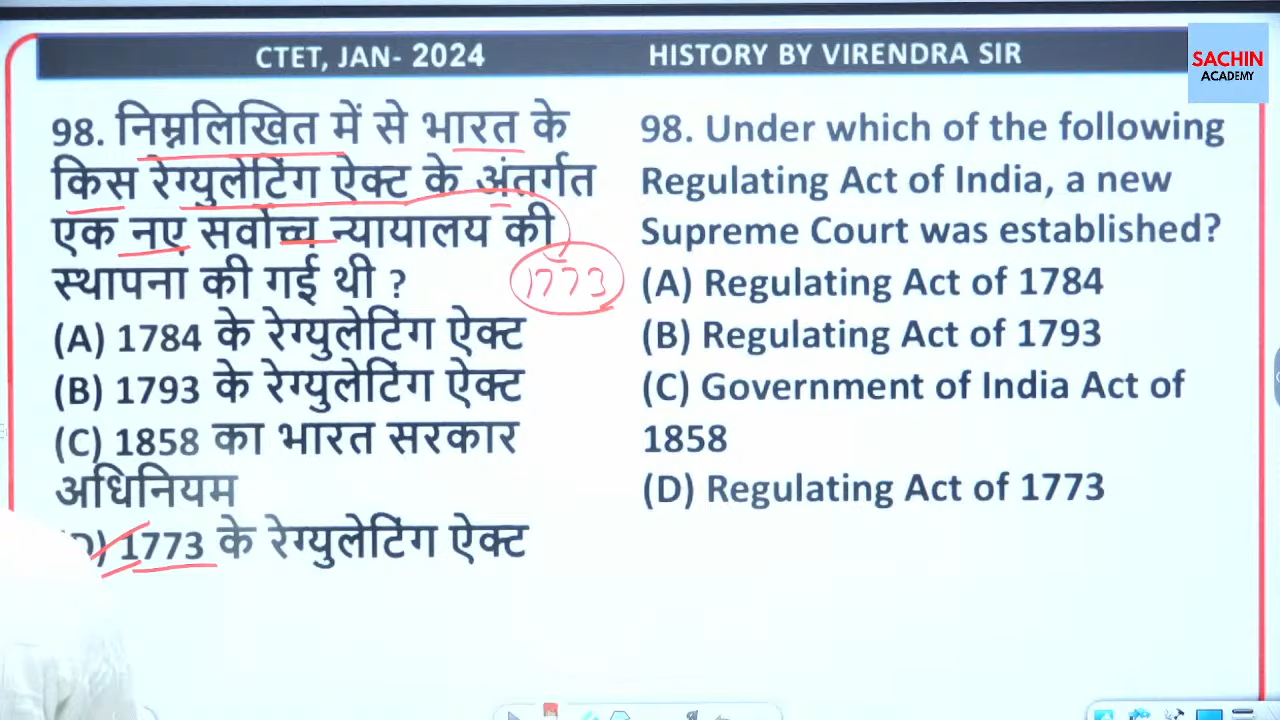 CTET, JAN- 2024
HISTORY BY VIRENDRA SIR
SACHIN
ACADEMY
98. निम्नलिखित में से भारत के
किस रेग्युलेटिंग ऐक्ट के अंतर्गत
एक नए सर्वोच्च न्यायालय की
स्थापना की गई थी ?
1773
(A) 1784 के रेग्युलेटिंग ऐक्ट
(B) 1793 के रेग्युलेटिंग ऐक्ट
(C) 1858 का भारत सरकार
अधिनियम
D) 1773 के रेग्युलेटिंग ऐक्ट
98. Under which of the following
Regulating Act of India, a new
Supreme Court was established?
(A) Regulating Act of 1784
(B) Regulating Act of 1793
(C) Government of India Act of
1858
(D) Regulating Act of 1773